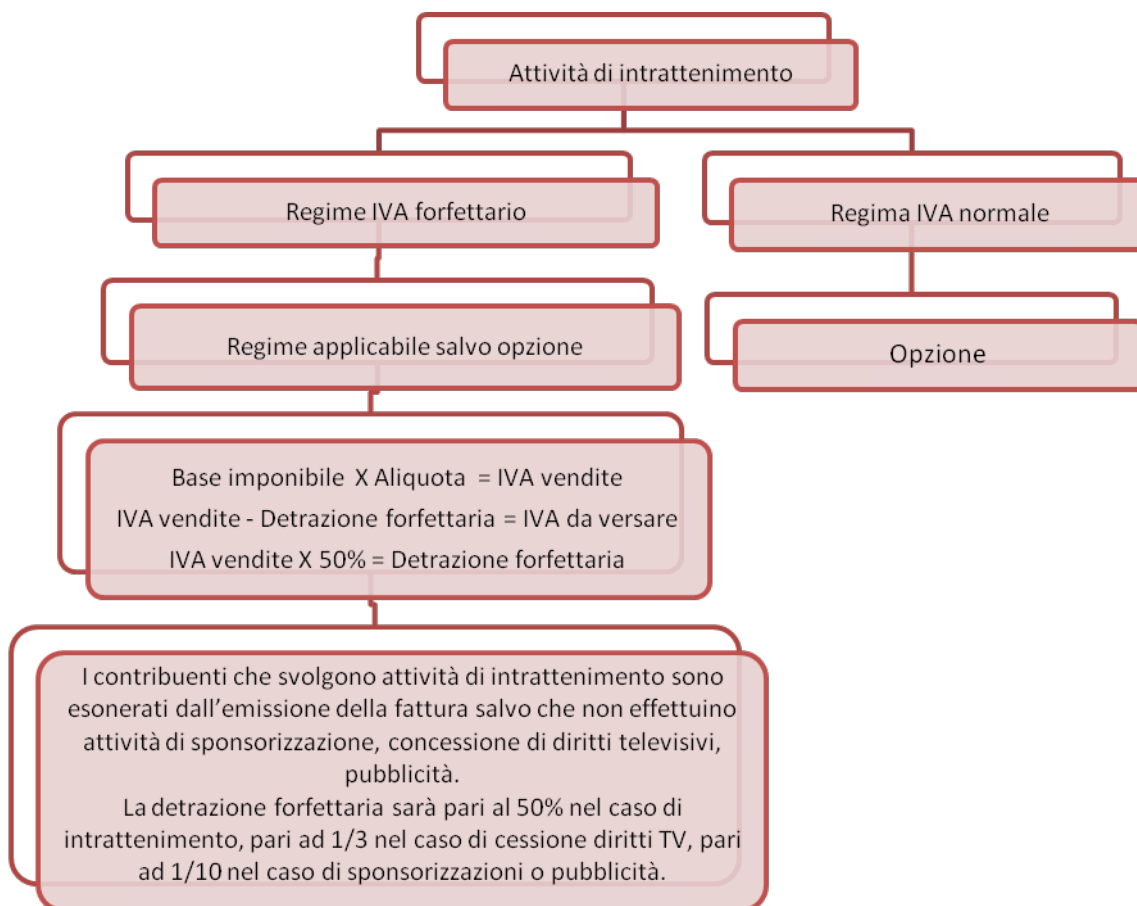 Attività di intrattenimento
Regime IVA forfettario
Regima IVA normale
Regime applicabile salvo opzione
Opzione
Base imponibile X Aliquota = IVA vendite
IVA vendite - Detrazione forfettaria = IVA da versare
IVA vendite X 50% = Detrazione forfettaria
I contribuenti che svolgono attività di intrattenimento sono
esonerati dall’emissione della fattura salvo che non effettuino
attività di sponsorizzazione, concessione di diritti televisivi,
pubblicità.
La detrazione forfettaria sarà pari al 50% nel caso di
intrattenimento, pari ad 1/3 nel caso di cessione diritti TV, pari
ad 1/10 nel caso di sponsorizzazioni o pubblicità.